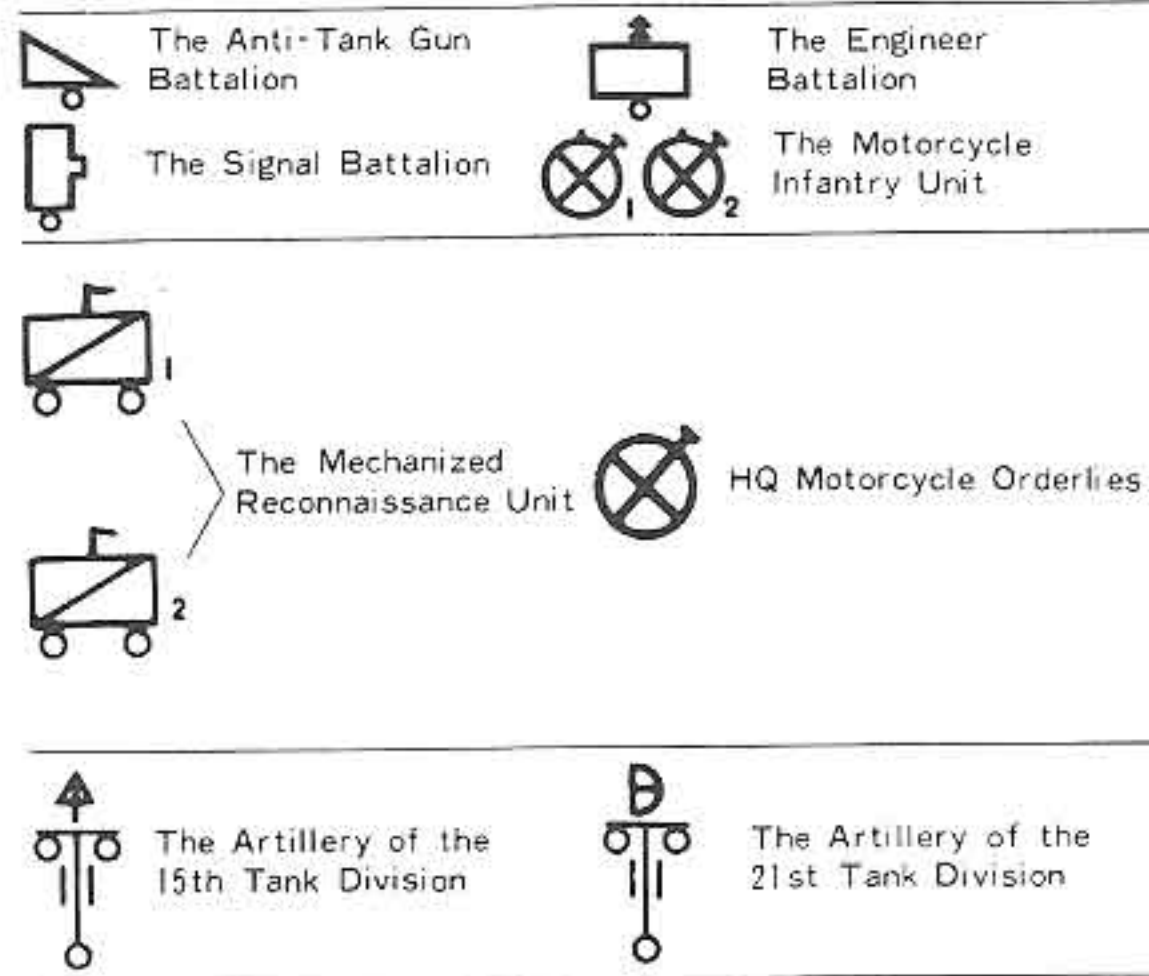 The Anti-Tank Gun
Battalion
The Engineer
Battalion
The Signal Battalion
The Motorcycle
Infantry Unit
1
2
1
The Mechanized
Reconnaissance Unit
HQ Motorcycle Orderlies
2
The Artillery of the
15th Tank Division
The Artillery of the
21st Tank Division